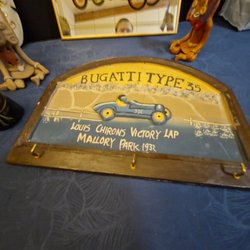 BUGATTI TYPE 35
LOUIS CHIRONS VICTORY LAP
MALLORY PARK 1932